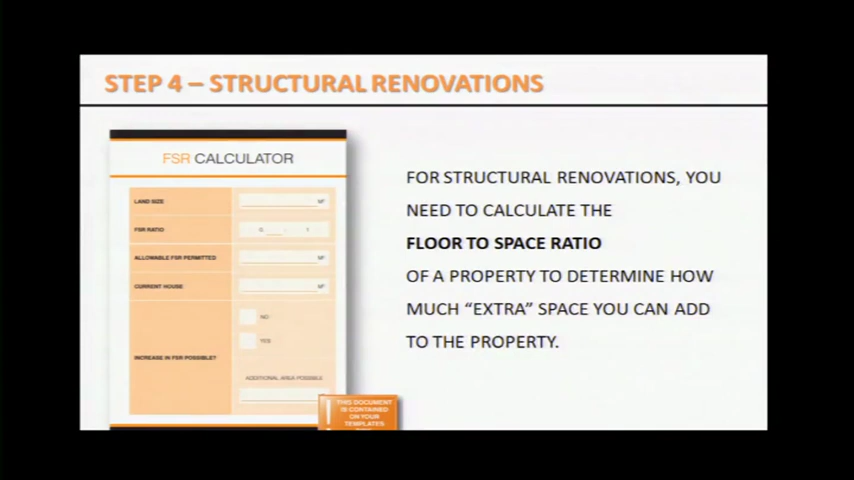 STEP 4 – STRUCTURAL RENOVATIONS
FSR CALCULATOR
LAND SIZE
M²
FSR RATIO
0. ___ : 1
ALLOWABLE FSR PERMITTED
M²
CURRENT HOUSE
M²
NO
YES
INCREASE IN FSR POSSIBLE?
ADDITIONAL AREA POSSIBLE
THIS DOCUMENT
IS CONTAINED
ON YOUR
TEMPLATES
FOR STRUCTURAL RENOVATIONS, YOU
NEED TO CALCULATE THE
FLOOR TO SPACE RATIO
OF A PROPERTY TO DETERMINE HOW
MUCH “EXTRA” SPACE YOU CAN ADD
TO THE PROPERTY.